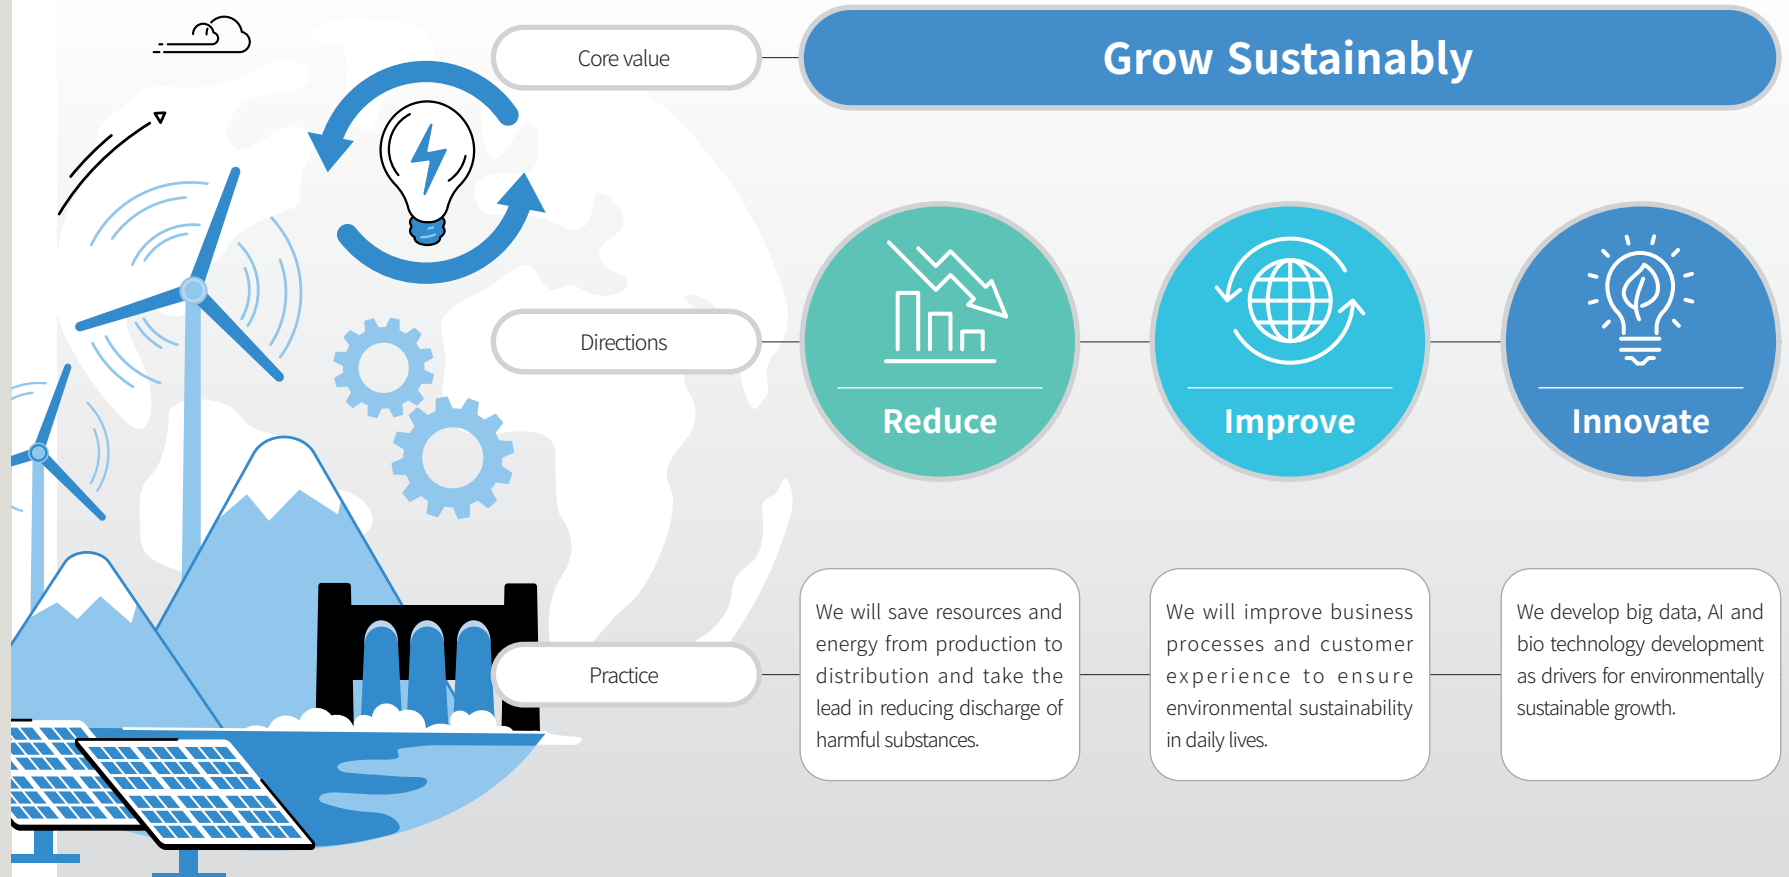 Core value
Grow Sustainably
Directions
Reduce
Improve
Innovate
Practice
We will save resources and
energy from production to
distribution and take the
lead in reducing discharge of
harmful substances.
We will improve business
processes and customer
experience to ensure
environmental sustainability
in daily lives.
We develop big data, AI and
bio technology development
as drivers for environmentally
sustainable growth.